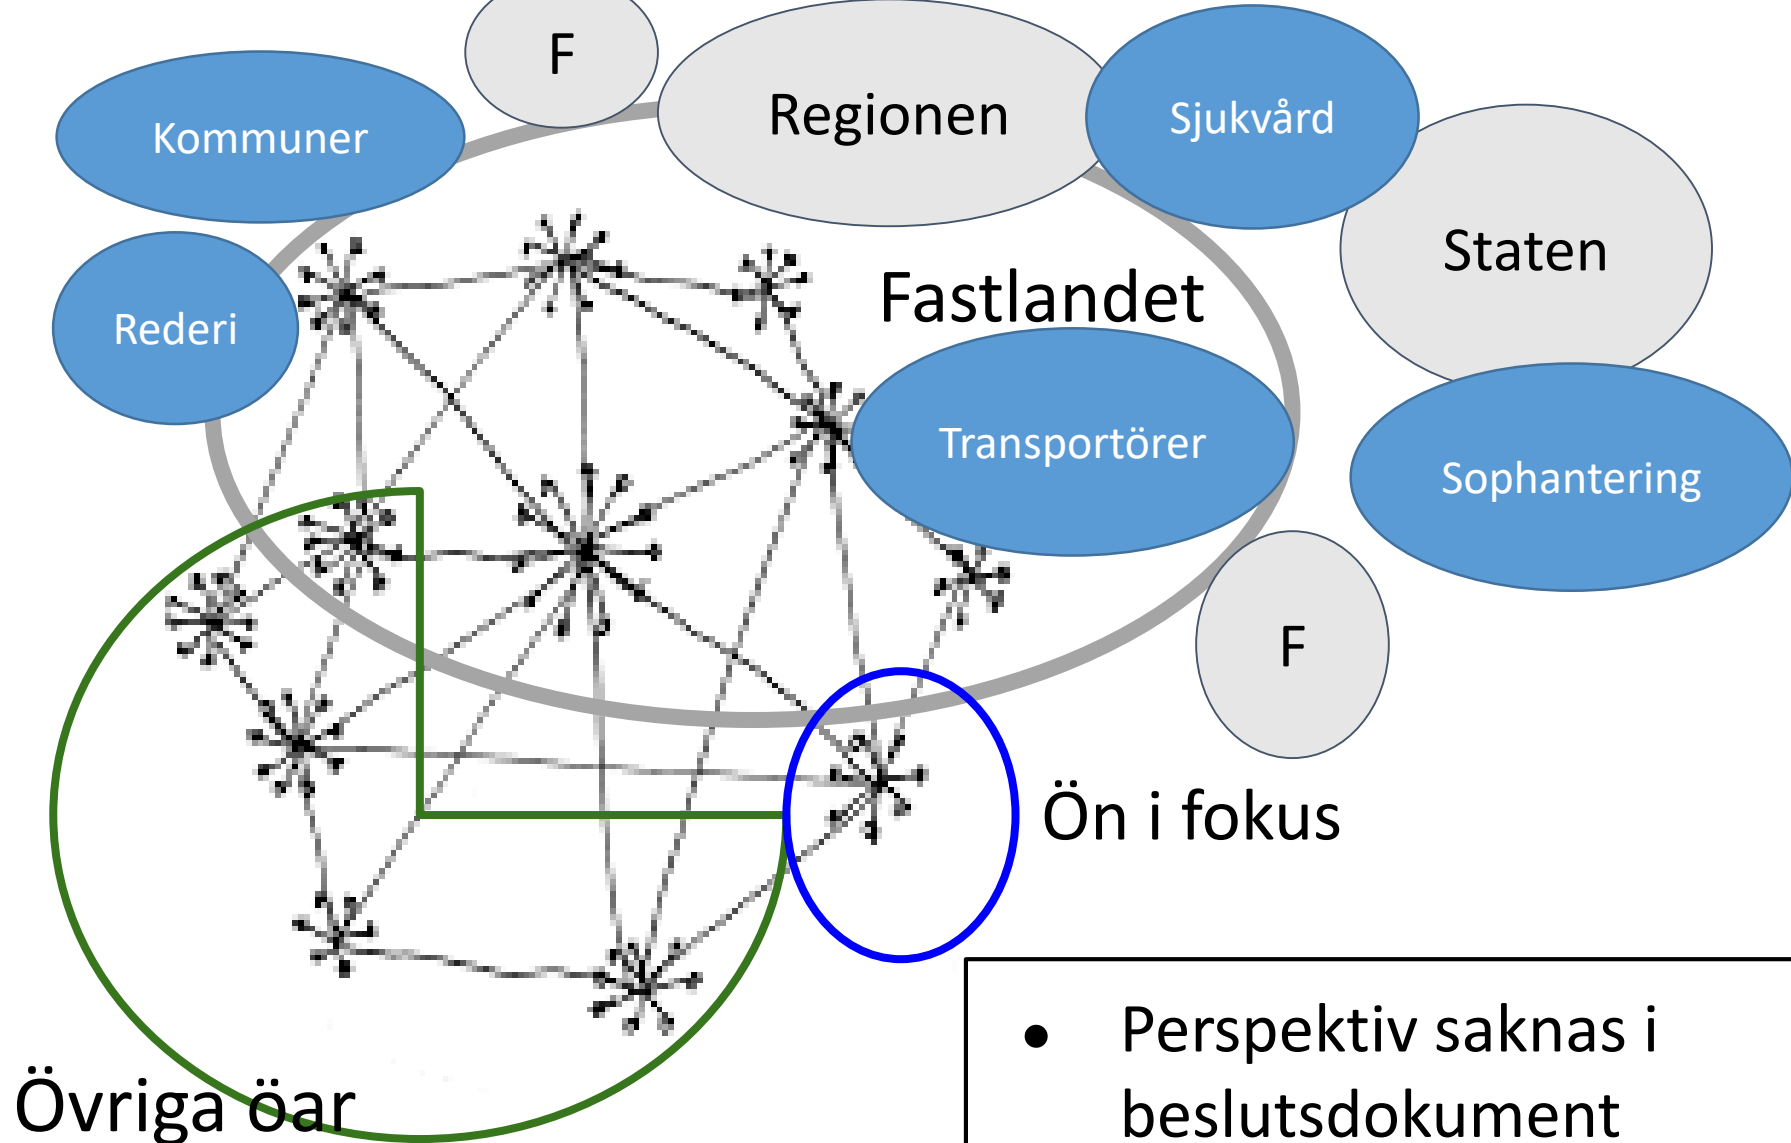 F
Regionen
Sjukvård
Kommuner
Staten
Fastlandet
Rederi
Transportörer
Sophantering
F
Ön i fokus
• Perspektiv saknas i
beslutsdokument
Övriga öar